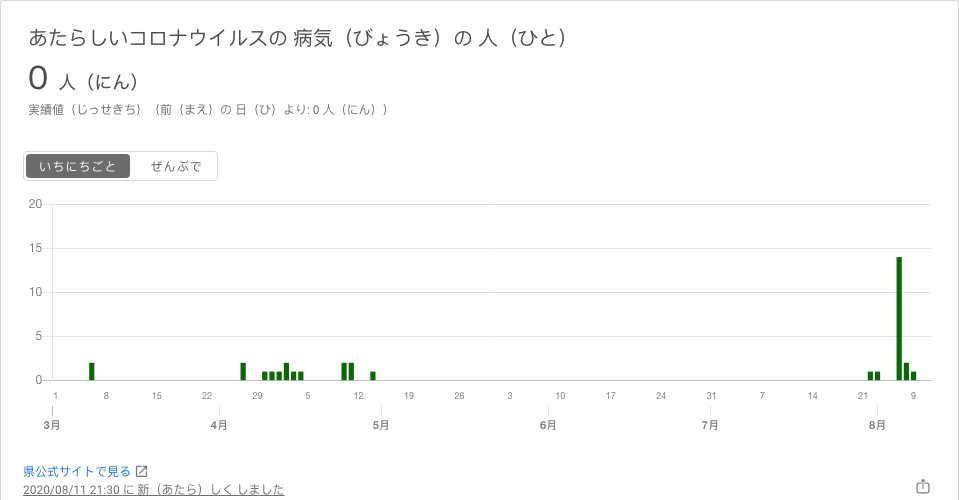 あたらしいコロナウイルスの 病気（びょうき）の 人（ひと）
0 人（にん）
実績値（じっせきち）（前（まえ）の 日（ひ）より: 0 人（にん））
いちにちごと ぜんぶで
20
15
10
5
0
1 8 15 22 29 5 12 19 26 3 10 17 24 31 7 14 21 9
3月 4月 5月 6月 7月 8月
県公式サイトで見る
2020/08/11 21:30 に 新（あたら）しく しました